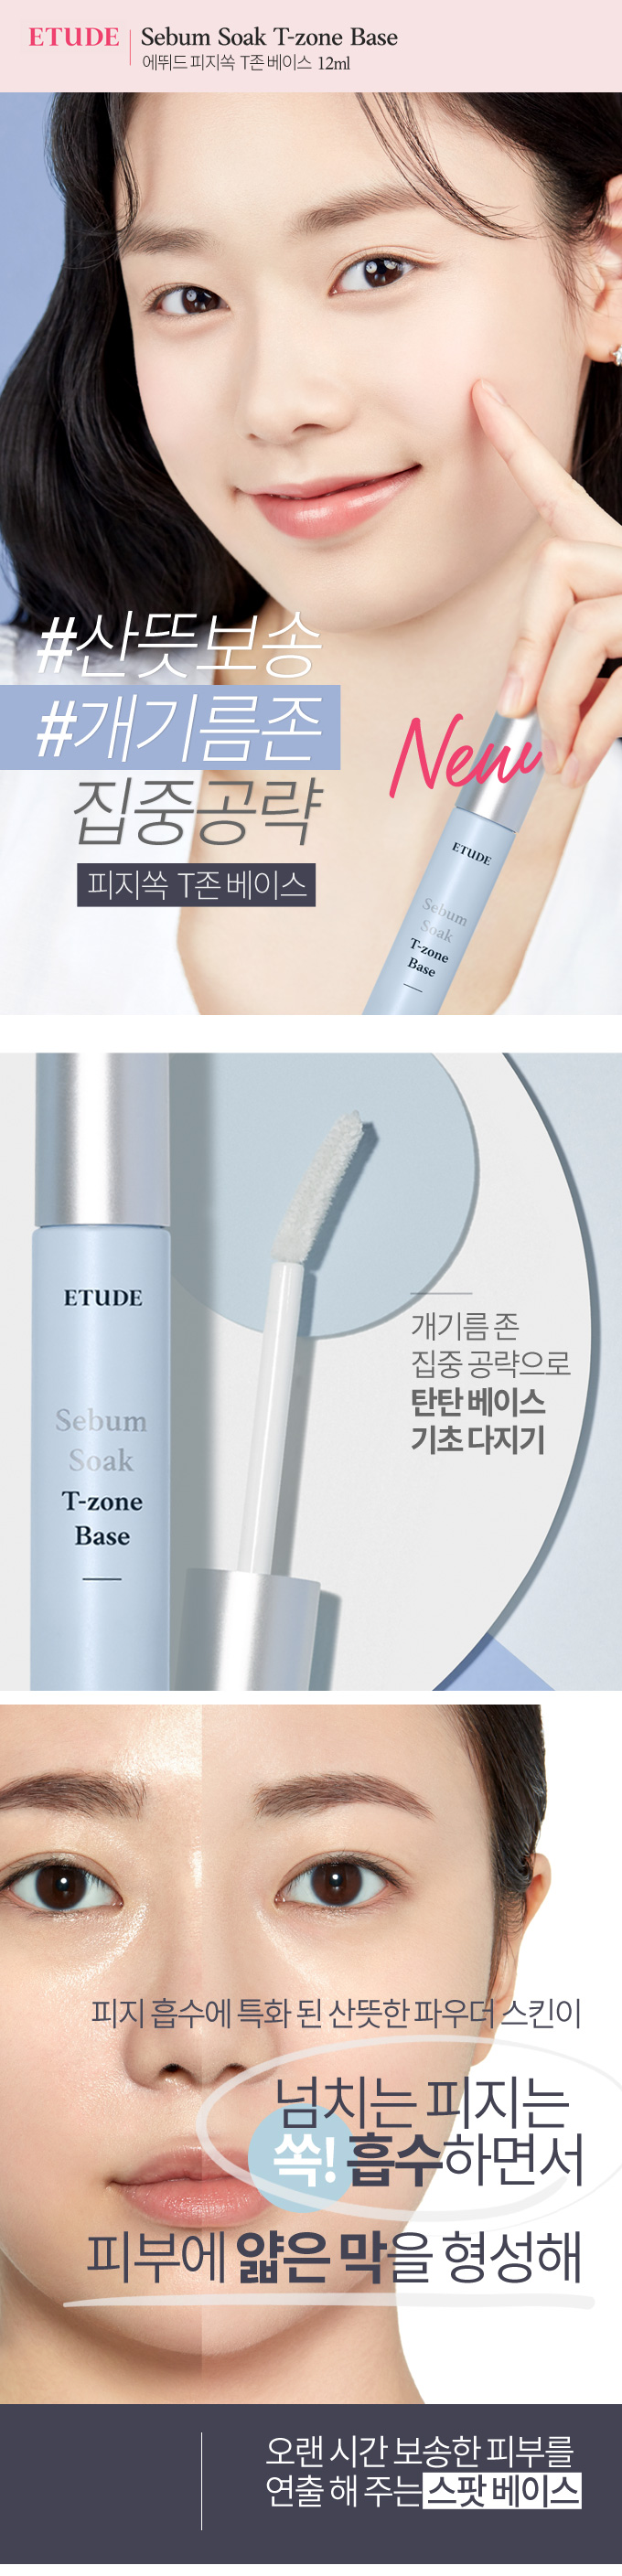 ETUDE
Sebum Soak T-zone Base
에뛰드 피지쏙 T존 베이스 12ml
#산뜻보송
#개기름존
집중공략
피지쏙 T존 베이스
New
ETUDE
Sebum
Soak
T-zone
Base
ETUDE
Sebum
Soak
T-zone
Base
개기름 존
집중 공략으로
탄탄 베이스
기초 다지기
피지 흡수에 특화 된 산뜻한 파우더 스킨이
넘치는 피지는
쏙! 흡수하면서
피부에 얇은 막을 형성해
오랜 시간 보송한 피부를
연출 해 주는 스팟 베이스